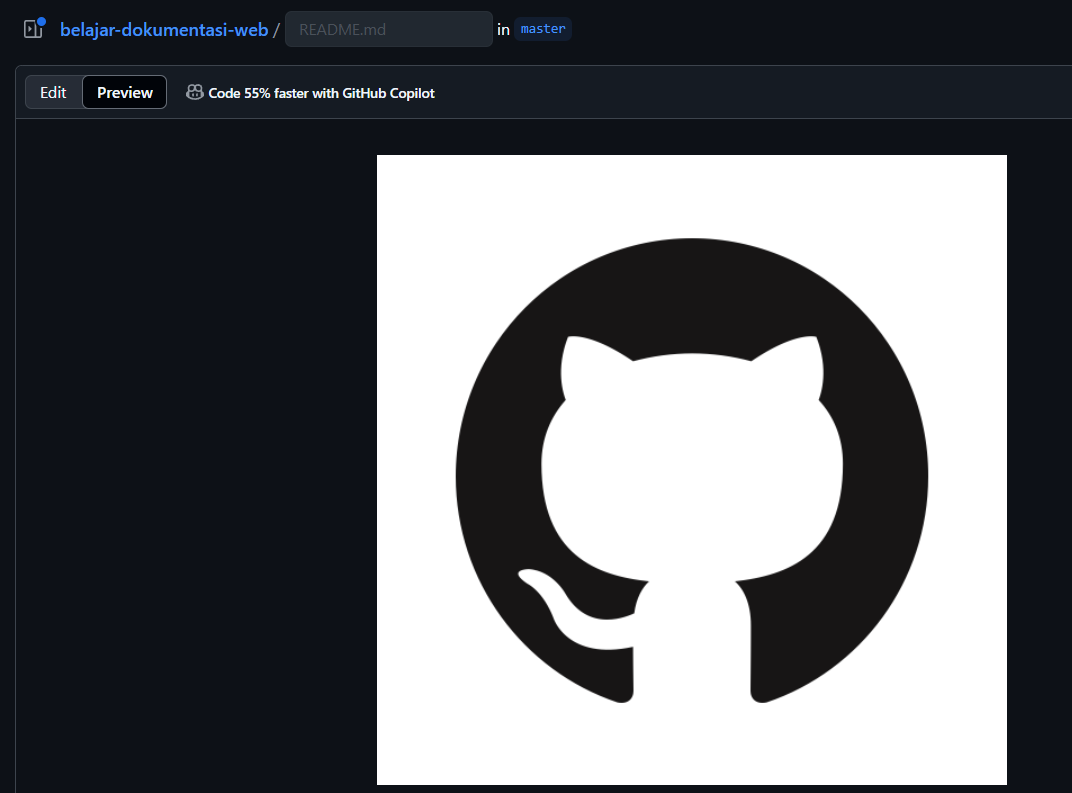 belajar-dokumentasi-web / README.md in master
Edit Preview Code 55% faster with GitHub Copilot